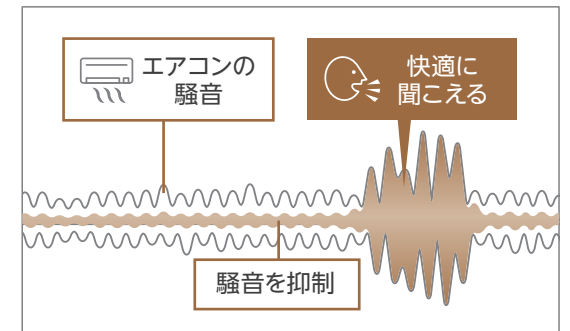 エアコンの
騒音
快適に
聞こえる
騒音を抑制